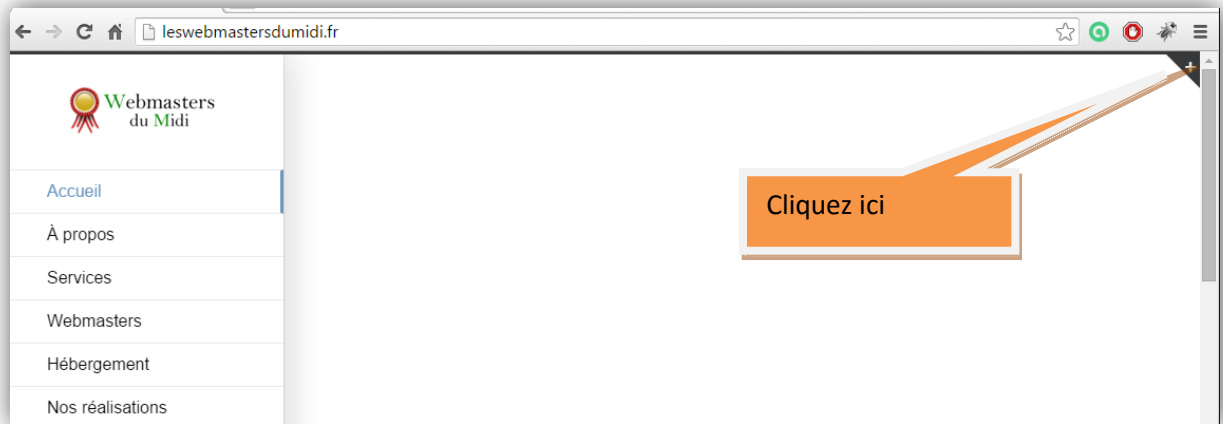 leswebmastersdumidi.fr
Webmasters
du Midi
Accueil
À propos
Services
Webmasters
Hébergement
Nos réalisations
+
Cliquez ici